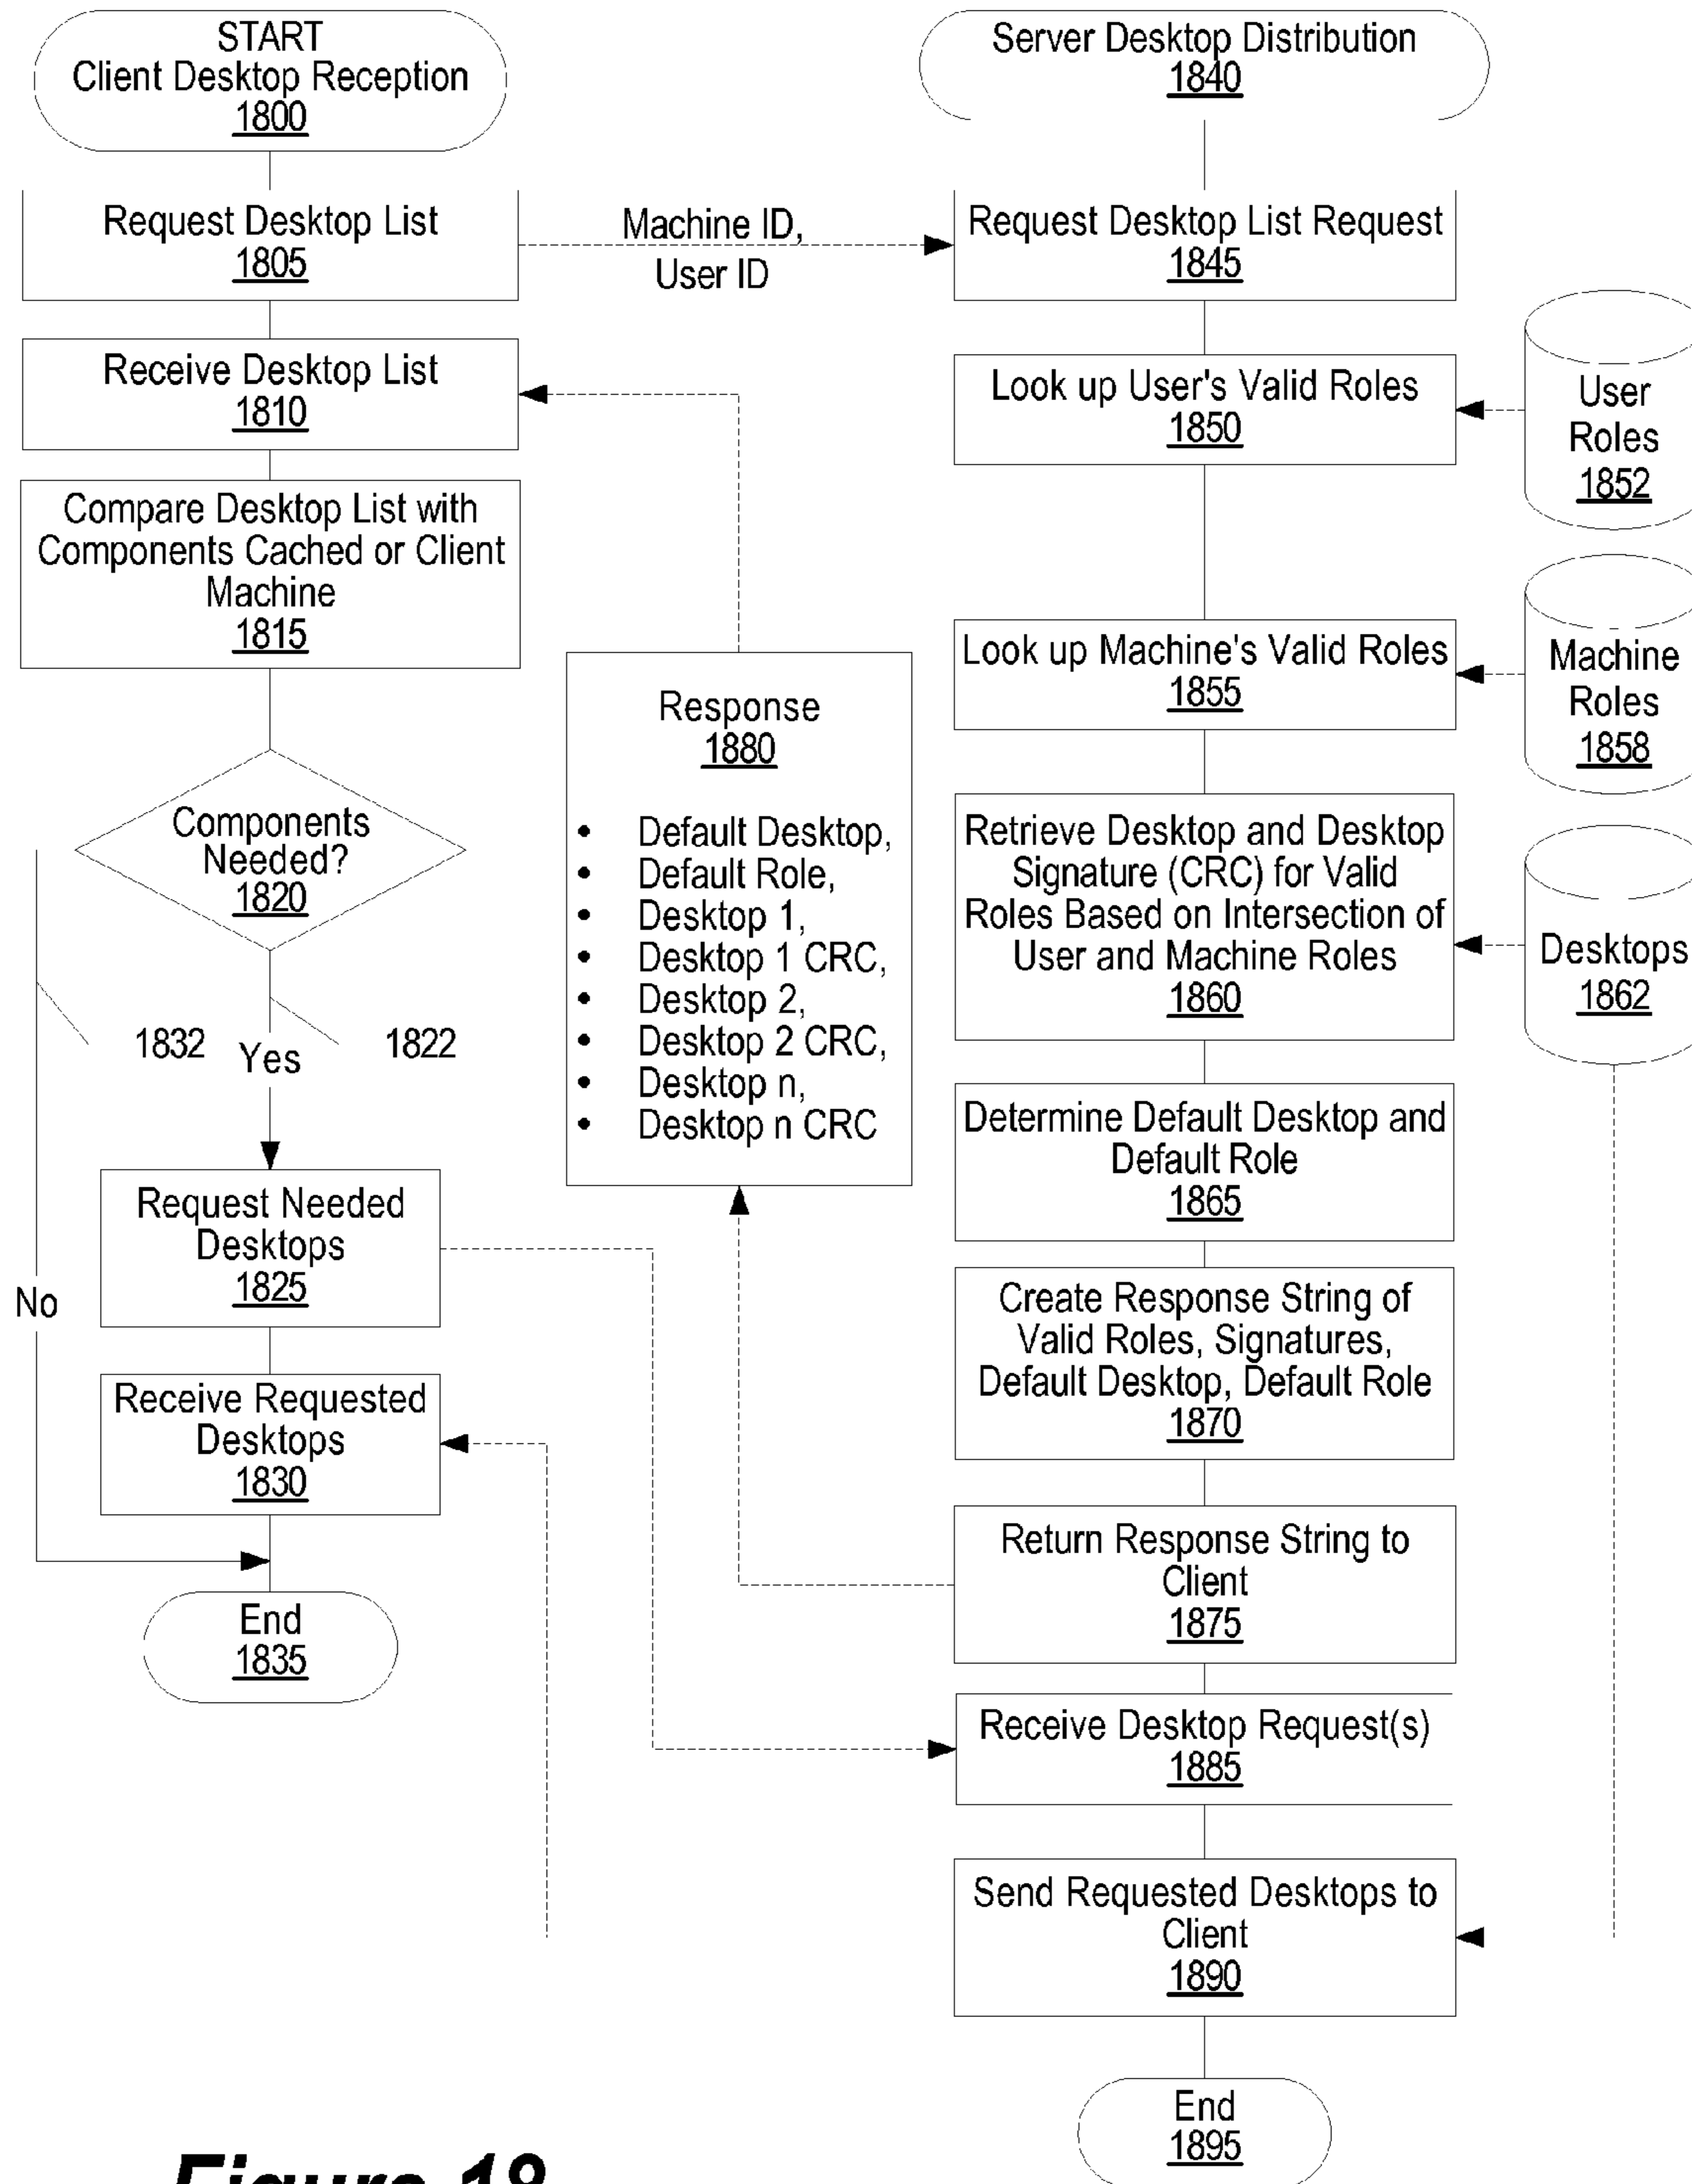 START
Client Desktop Reception
1800
Request Desktop List
1805
Machine ID,
User ID
Receive Desktop List
1810
Compare Desktop List with
Components Cached or Client
Machine
1815
Components
Needed?
1820
1832
Yes
1822
No
Request Needed
Desktops
1825
Receive Requested
Desktops
1830
End
1835
Response
1880
• Default Desktop,
• Default Role,
• Desktop 1,
• Desktop 1 CRC,
• Desktop 2,
• Desktop 2 CRC,
• Desktop n,
• Desktop n CRC
Server Desktop Distribution
1840
Request Desktop List Request
1845
Look up User's Valid Roles
1850
User
Roles
1852
Look up Machine's Valid Roles
1855
Machine
Roles
1858
Retrieve Desktop and Desktop
Signature (CRC) for Valid
Roles Based on Intersection of
User and Machine Roles
1860
Desktops
1862
Determine Default Desktop and
Default Role
1865
Create Response String of
Valid Roles, Signatures,
Default Desktop, Default Role
1870
Return Response String to
Client
1875
Receive Desktop Request(s)
1885
Send Requested Desktops to
Client
1890
End
1895
Figure 18